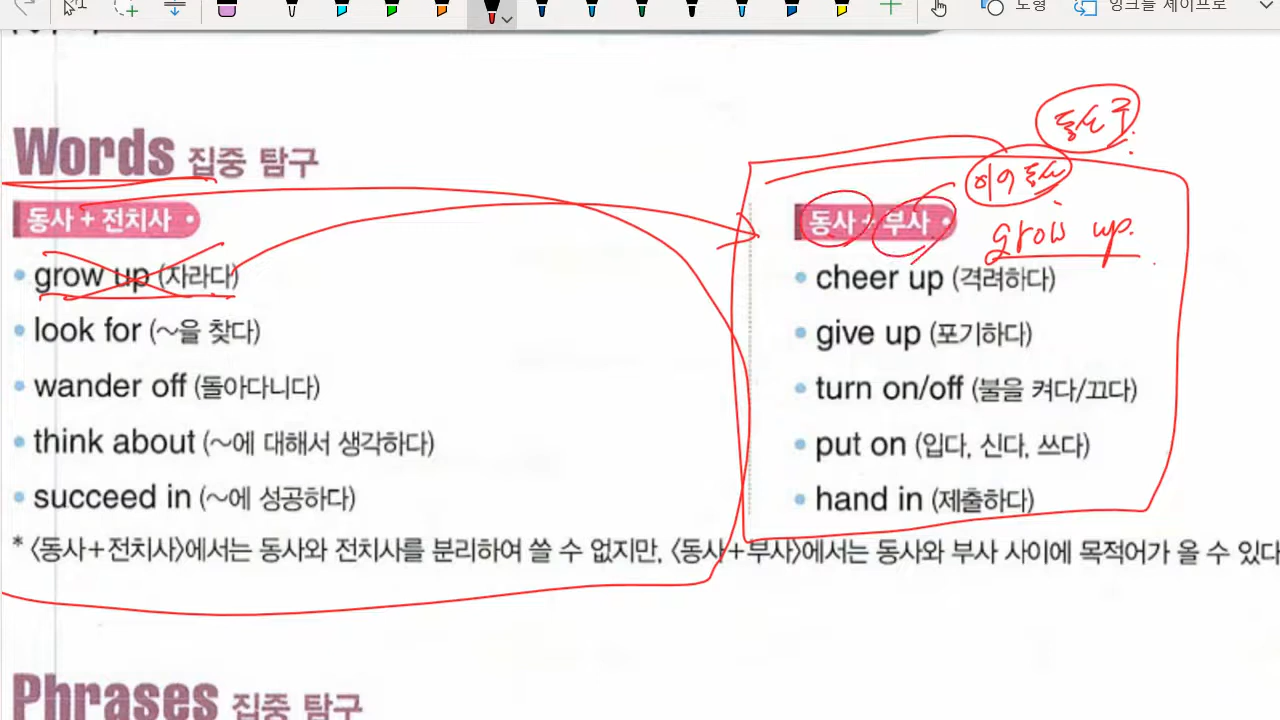 도형
잉크를 셰이프로
Words 집중 탐구
동사 + 전치사
grow up (자라다)
look for (~을 찾다)
wander off (돌아다니다)
think about (~에 대해서 생각하다)
succeed in (~에 성공하다)
동사구
이어동사
동사 + 부사
grow up.
cheer up (격려하다)
give up (포기하다)
turn on/off (불을 켜다/끄다)
put on (입다, 신다, 쓰다)
hand in (제출하다)
* 〈동사+전치사〉에서는 동사와 전치사를 분리하여 쓸 수 없지만, 〈동사+부사〉에서는 동사와 부사 사이에 목적어가 올 수 있다
Phrases 집중 탐구